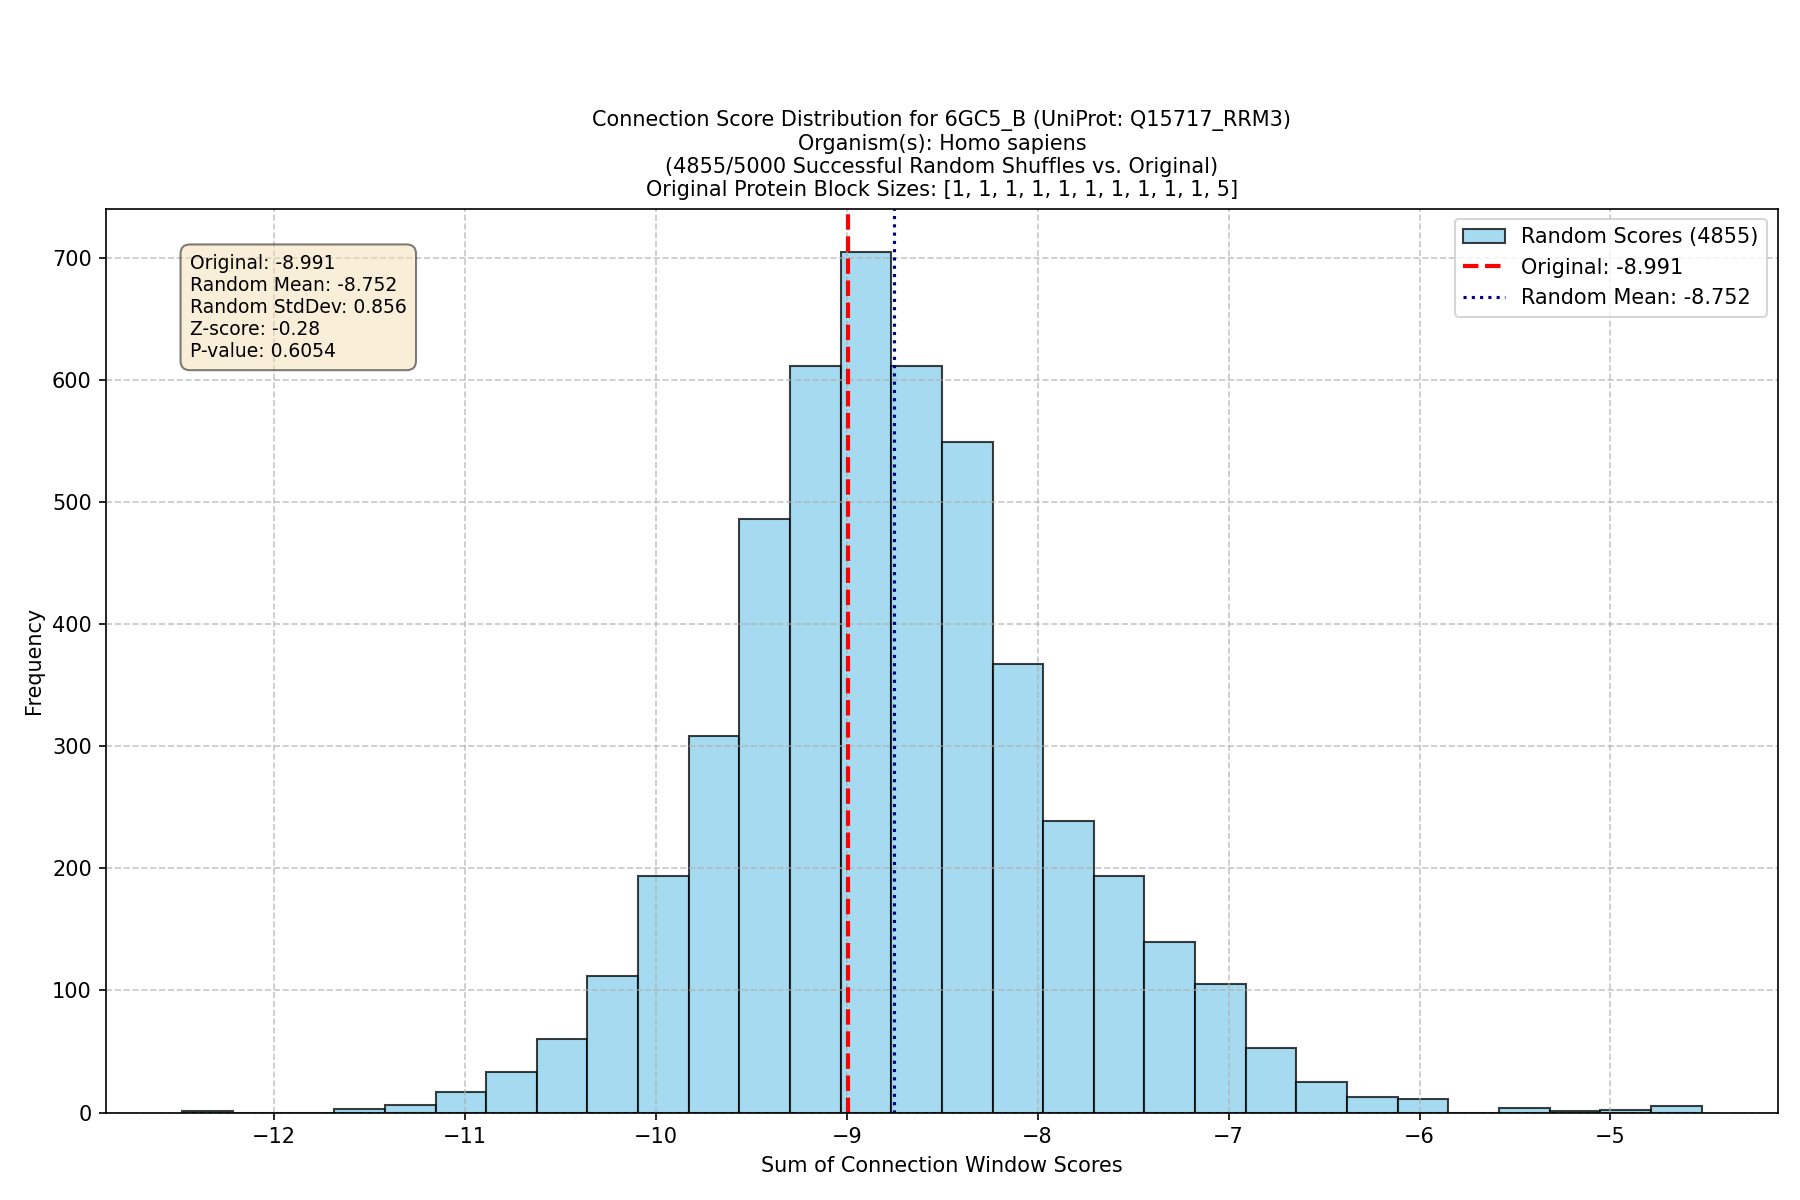 Connection Score Distribution for 6GC5_B (UniProt: Q15717_RRM3)
Organism(s): Homo sapiens
(4855/5000 Successful Random Shuffles vs. Original)
Original Protein Block Sizes: [1, 1, 1, 1, 1, 1, 1, 1, 1, 1, 5]
Original: -8.991
Random Mean: -8.752
Random StdDev: 0.856
Z-score: -0.28
P-value: 0.6054
Random Scores (4855)
Original: -8.991
Random Mean: -8.752
Frequency
700
600
500
400
300
200
100
0
−12
−11
−10
−9
−8
−7
−6
−5
Sum of Connection Window Scores